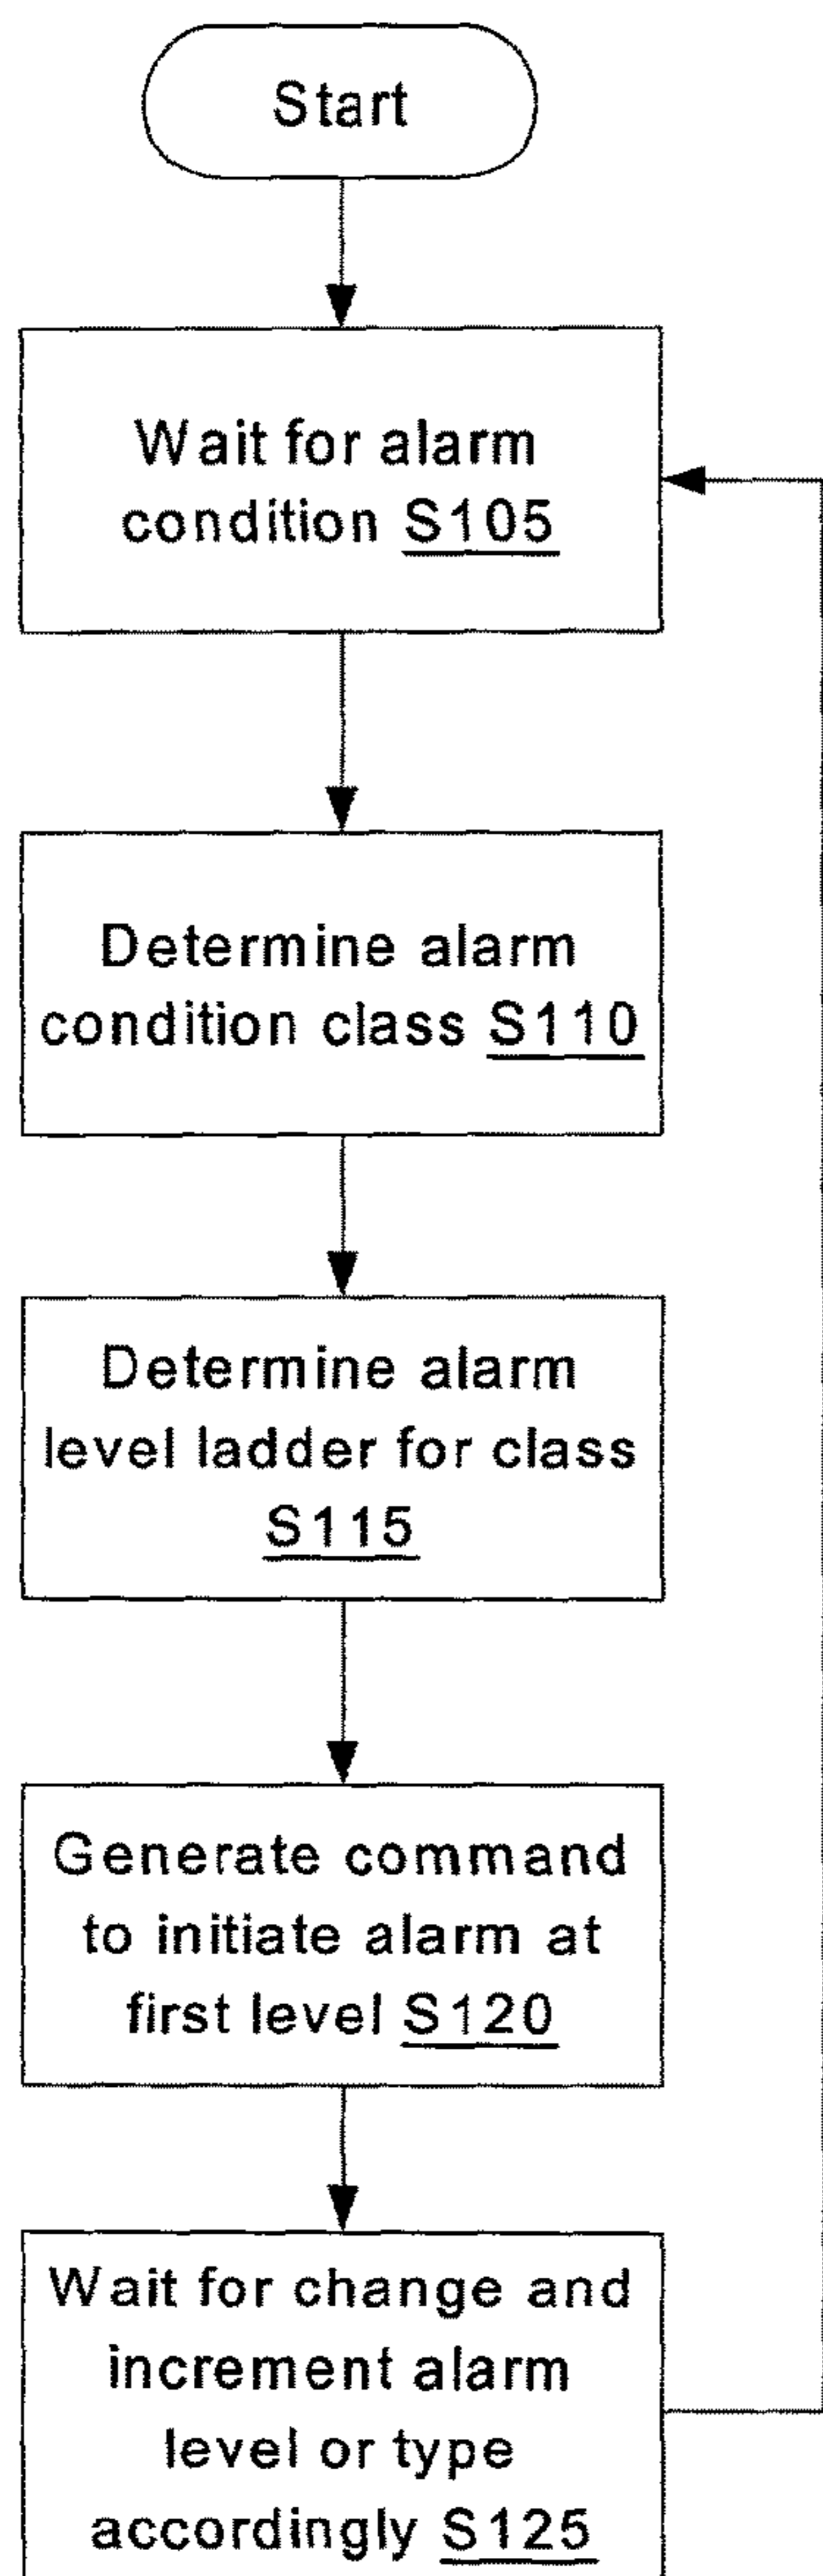 Start
Wait for alarm
condition S105
Determine alarm
condition class S110
Determine alarm
level ladder for class
S115
Generate command
to initiate alarm at
first level S120
Wait for change and
increment alarm
level or type
accordingly S125